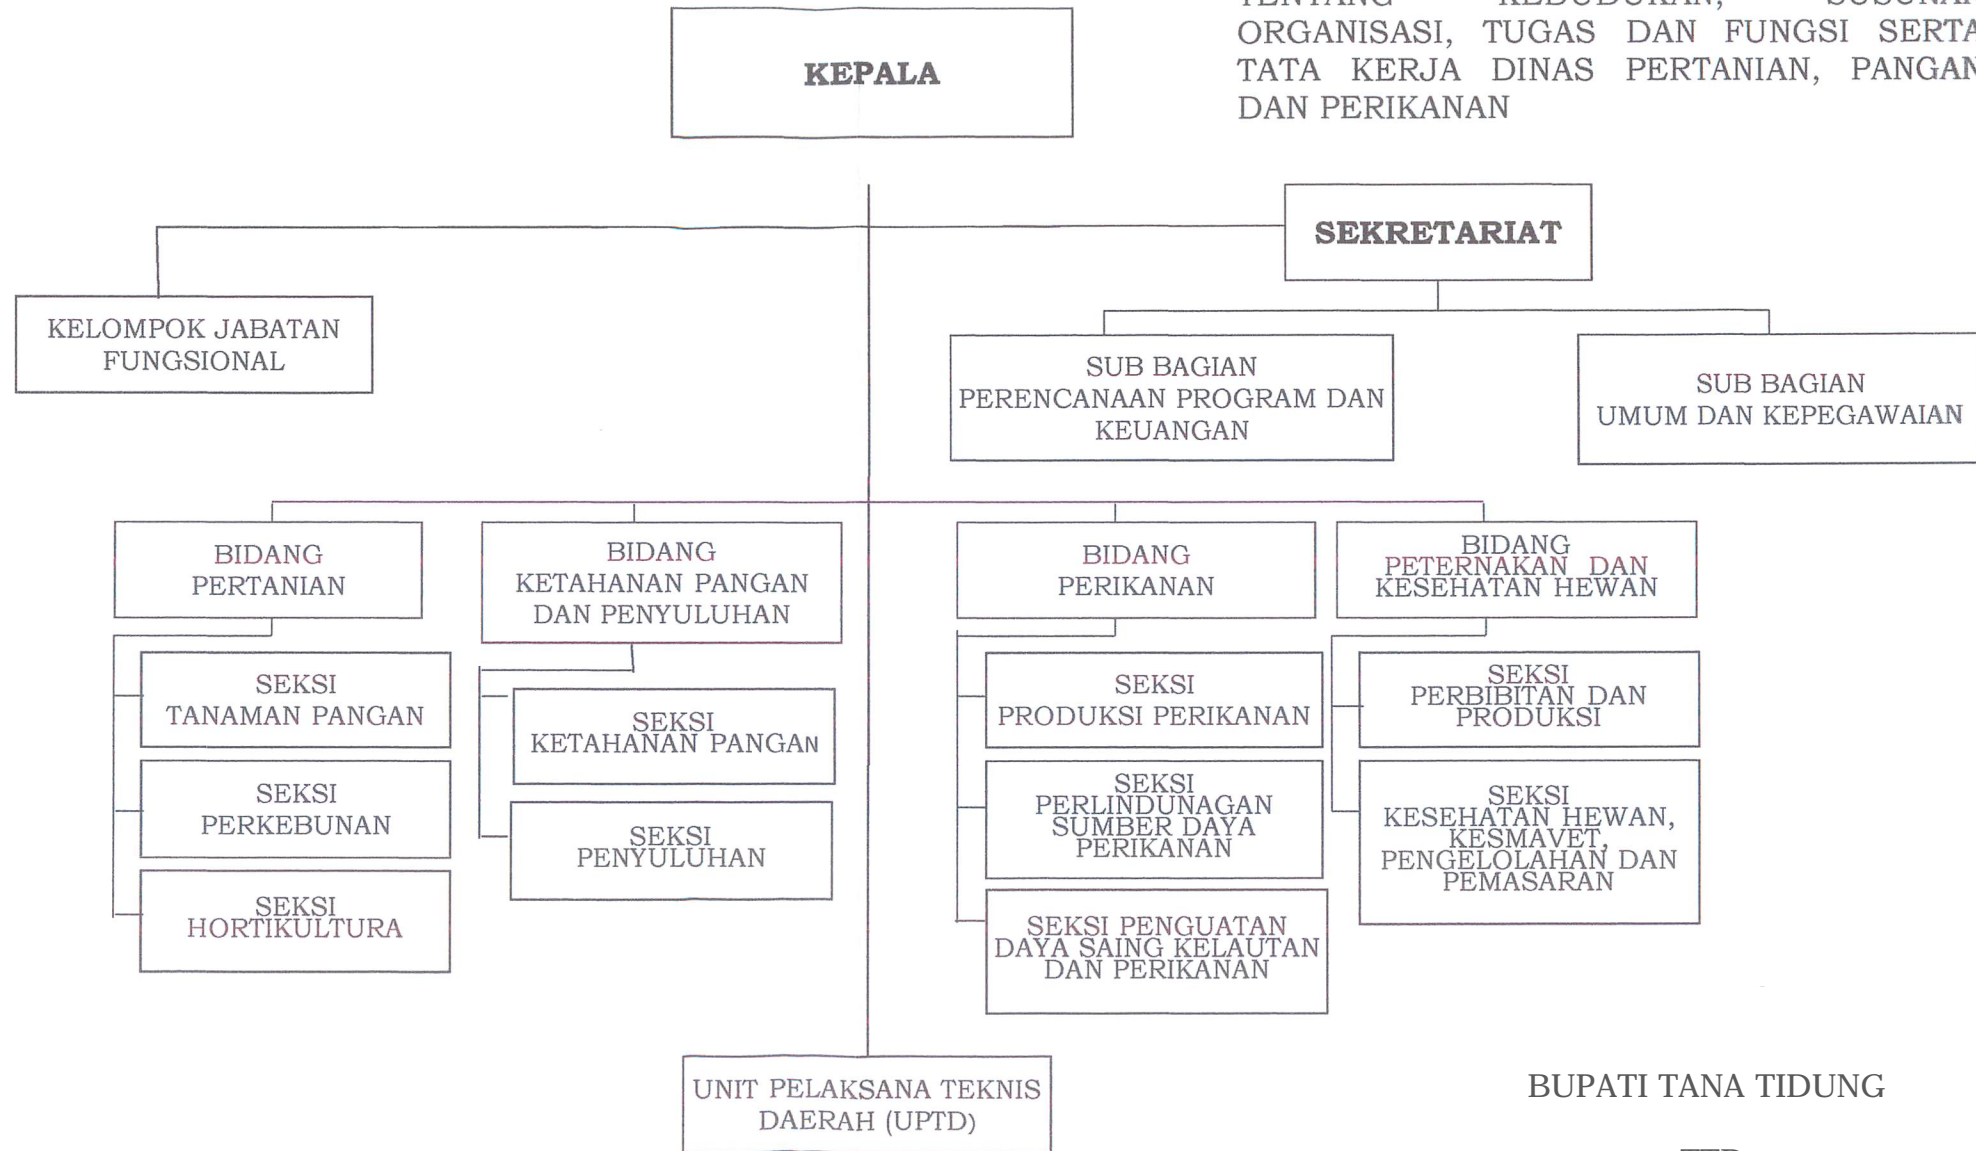 TENTANG KEDUDUKAN, SUSUNAN
ORGANISASI, TUGAS DAN FUNGSI SERTA
TATA KERJA DINAS PERTANIAN, PANGAN
DAN PERIKANAN
KEPALA
SEKRETARIAT
KELOMPOK JABATAN
FUNGSIONAL
SUB BAGIAN
PERENCANAAN PROGRAM DAN
KEUANGAN
SUB BAGIAN
UMUM DAN KEPEGAWAIAN
BIDANG
PERTANIAN
SEKSI
TANAMAN PANGAN
SEKSI
PERKEBUNAN
SEKSI
HORTIKULTURA
BIDANG
KETAHANAN PANGAN
DAN PENYULUHAN
SEKSI
KETAHANAN PANGAN
SEKSI
PENYULUHAN
BIDANG
PERIKANAN
SEKSI
PRODUKSI PERIKANAN
SEKSI
PERLINDUNAGAN
SUMBER DAYA
PERIKANAN
SEKSI PENGUATAN
DAYA SAING KELAUTAN
DAN PERIKANAN
BIDANG
PETERNAKAN DAN
KESEHATAN HEWAN
SEKSI
PERBIBITAN DAN
PRODUKSI
SEKSI
KESEHATAN HEWAN,
KESMAVET,
PENGELOLAHAN DAN
PEMASARAN
UNIT PELAKSANA TEKNIS
DAERAH (UPTD)
BUPATI TANA TIDUNG